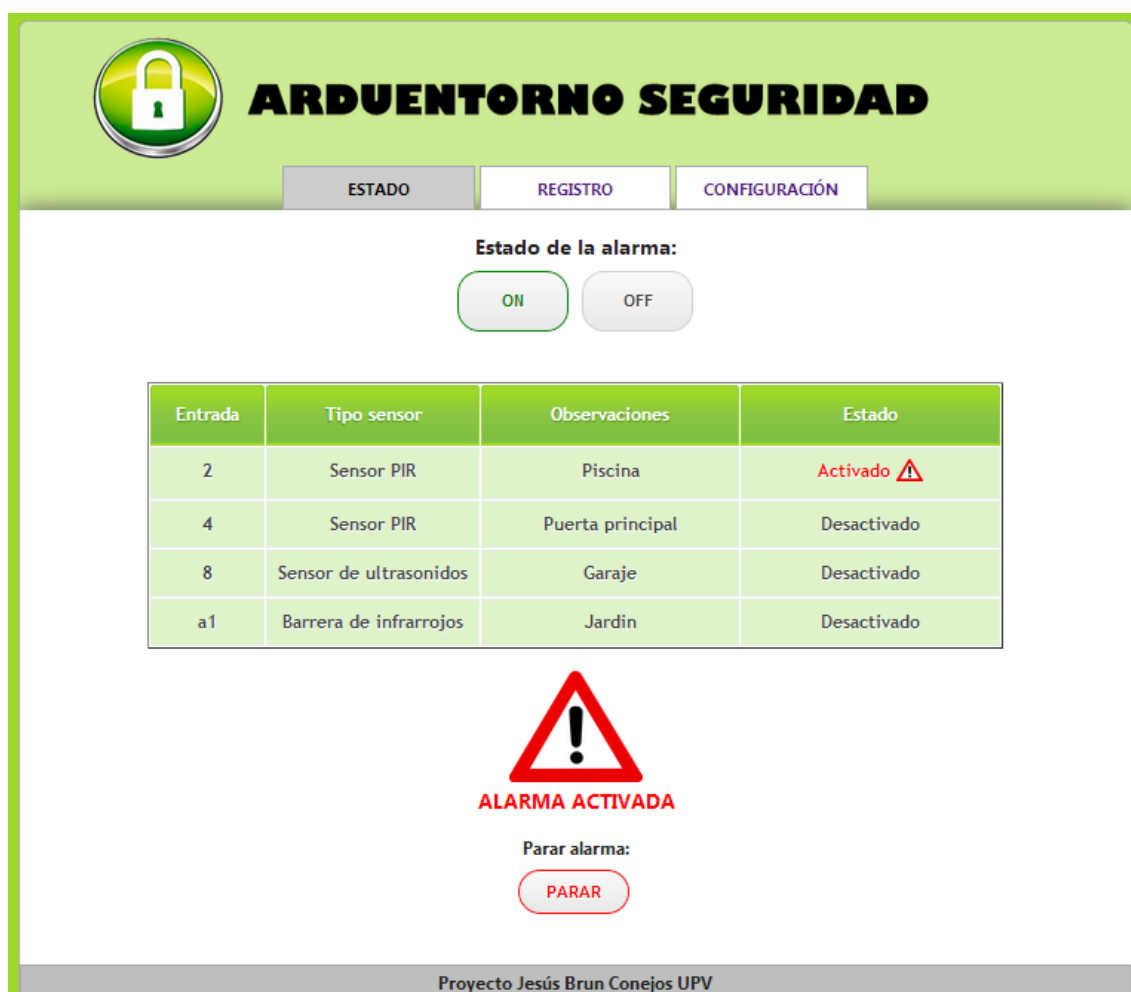 ARDUENTORNO SEGURIDAD
ESTADO REGISTRO CONFIGURACIÓN
Estado de la alarma:
ON OFF
Entrada Tipo sensor Observaciones Estado
2 Sensor PIR Piscina Activado
4 Sensor PIR Puerta principal Desactivado
8 Sensor de ultrasonidos Garaje Desactivado
a1 Barrera de infrarrojos Jardin Desactivado
ALARMA ACTIVADA
Parar alarma:
PARAR
Proyecto Jesús Brun Conejos UPV